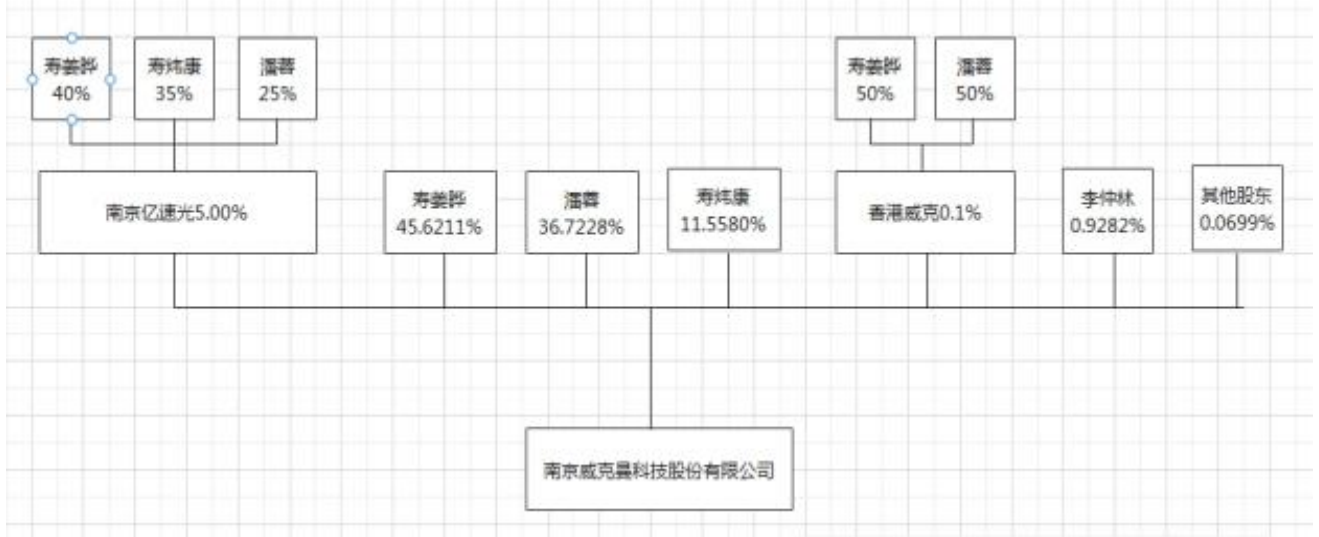 寿姜晔
40%
寿炜康
35%
潘蓉
25%
寿姜晔
50%
潘蓉
50%
南京亿速光5.00%
寿姜晔
45.6211%
潘蓉
36.7228%
寿炜康
11.5580%
香港威克0.1%
李仲林
0.9282%
其他股东
0.0699%
南京威克曼科技股份有限公司